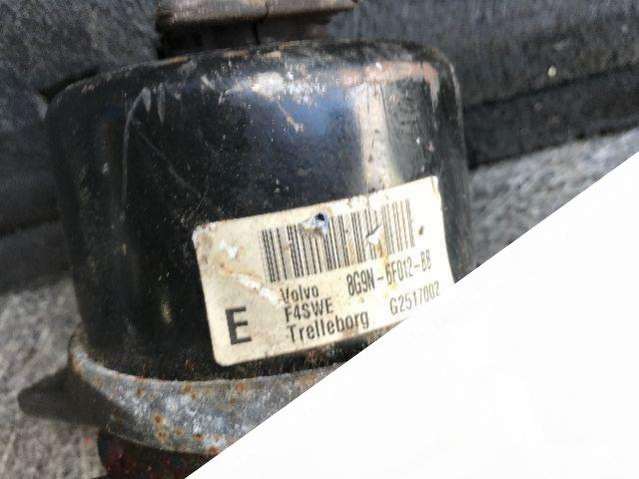 8G9N-6F012-BB
Volvo
F4SWE G2517002
E Trelleborg